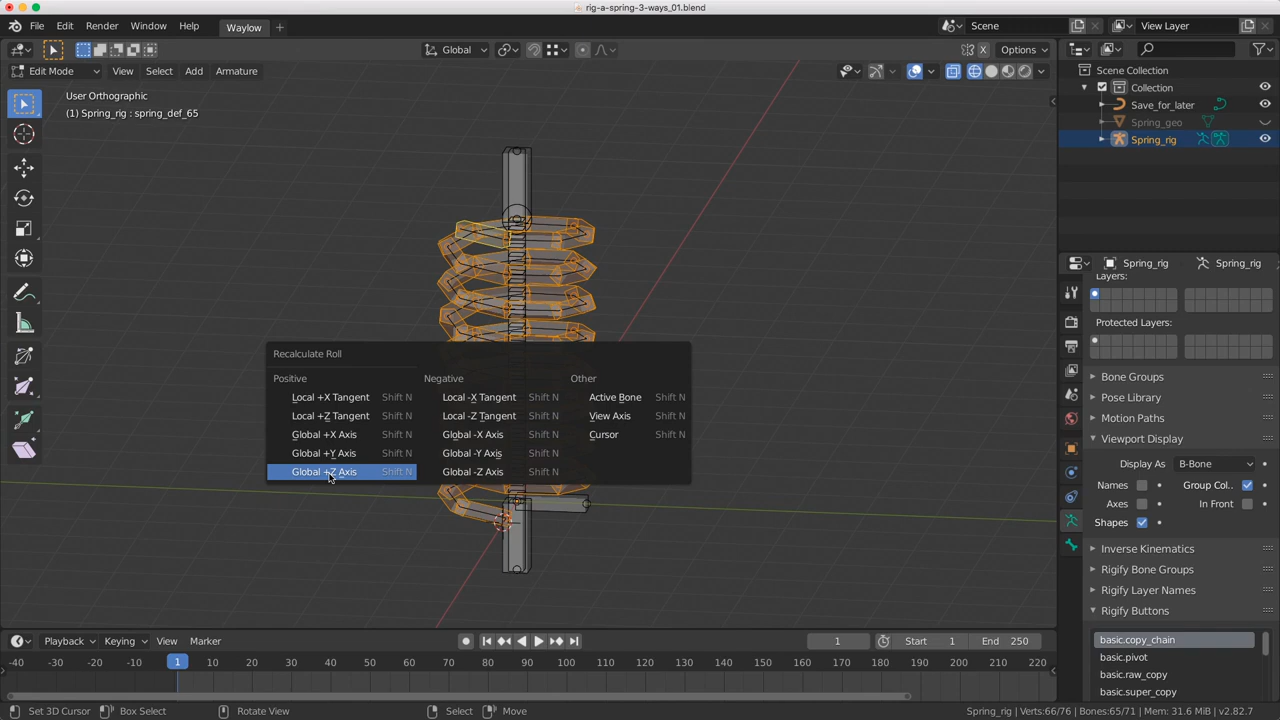 rig-a-spring-3-ways_01.blend
File Edit Render Window Help Waylow + Scene View Layer
Global Options
Edit Mode View Select Add Armature
User Orthographic
(1) Spring_rig : spring_def_65
Scene Collection
Collection
Save_for_later
Spring_geo
Spring_rig
Spring_rig Spring_rig
Layers:
Protected Layers:
Bone Groups
Pose Library
Motion Paths
Viewport Display
Display As B-Bone
Names Group Col..
Axes In Front
Shapes
Inverse Kinematics
Rigify Bone Groups
Rigify Layer Names
Rigify Buttons
basic.copy_chain
basic.pivot
basic.raw_copy
basic.super_copy
Recalculate Roll
Positive Negative Other
Local +X Tangent Shift N Local -X Tangent Shift N Active Bone Shift N
Local +Z Tangent Shift N Local -Z Tangent Shift N View Axis Shift N
Global +X Axis Shift N Global -X Axis Shift N Cursor Shift N
Global +Y Axis Shift N Global -Y Axis Shift N
Global +Z Axis Shift N Global -Z Axis Shift N
Playback Keying View Marker 1 Start 1 End 250
-40 -30 -20 -10 1 10 20 30 40 50 60 70 80 90 100 110 120 130 140 150 160 170 180 190 200 210 220
Set 3D Cursor Box Select Rotate View Select Move Spring_rig | Verts:66/76 | Bones:65/71 | Mem: 31.6 MiB | v2.82.7